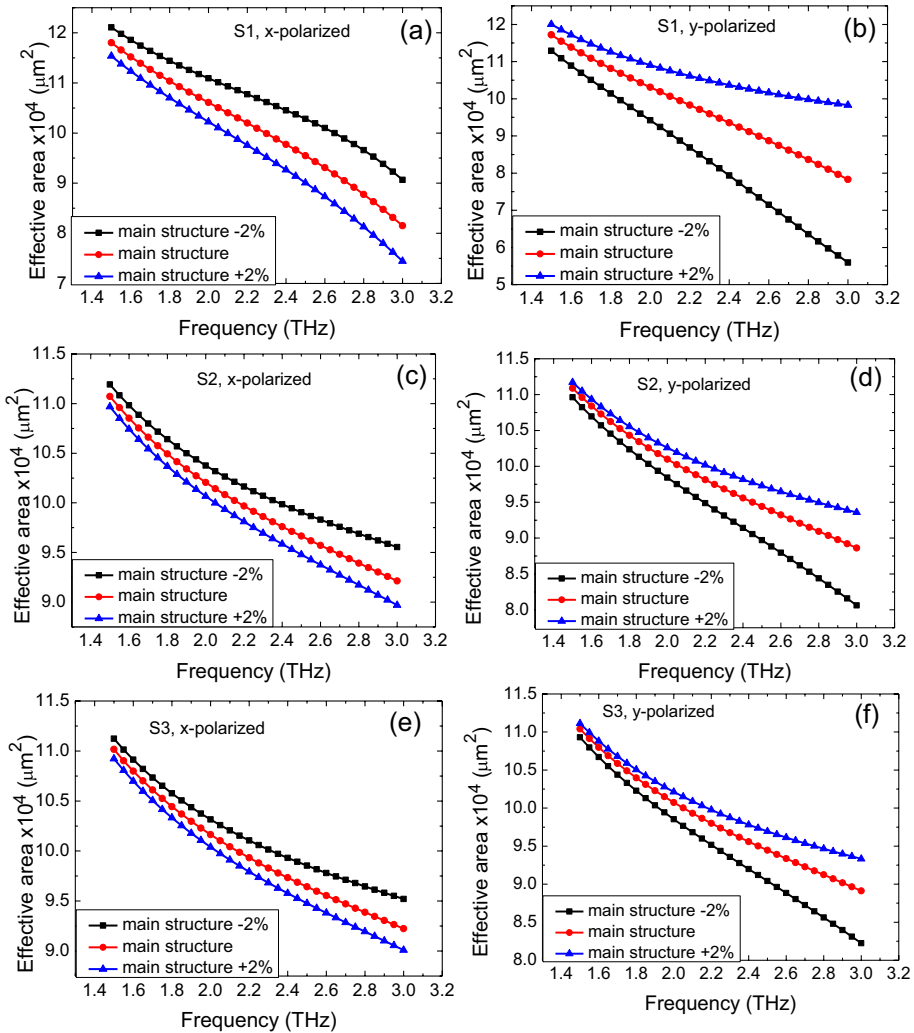 S1, x-polarized
(a)
Effective area x10⁴ (μm²)
12
11
10
9
8
7
main structure -2%
main structure
main structure +2%
1.4 1.6 1.8 2.0 2.2 2.4 2.6 2.8 3.0 3.2
Frequency (THz)
S1, y-polarized
(b)
Effective area x10⁴ (μm²)
12
11
10
9
8
7
6
5
main structure -2%
main structure
main structure +2%
1.4 1.6 1.8 2.0 2.2 2.4 2.6 2.8 3.0 3.2
Frequency (THz)
S2, x-polarized
(c)
Effective area x10⁴ (μm²)
11.5
11.0
10.5
10.0
9.5
9.0
main structure -2%
main structure
main structure +2%
1.4 1.6 1.8 2.0 2.2 2.4 2.6 2.8 3.0 3.2
Frequency (THz)
S2, y-polarized
(d)
Effective area x10⁴ (μm²)
11.5
11.0
10.5
10.0
9.5
9.0
8.5
8.0
main structure -2%
main structure
main structure +2%
1.4 1.6 1.8 2.0 2.2 2.4 2.6 2.8 3.0 3.2
Frequency (THz)
S3, x-polarized
(e)
Effective area x10⁴ (μm²)
11.5
11.0
10.5
10.0
9.5
9.0
main structure -2%
main structure
main structure +2%
1.4 1.6 1.8 2.0 2.2 2.4 2.6 2.8 3.0 3.2
Frequency (THz)
S3, y-polarized
(f)
Effective area x10⁴ (μm²)
11.5
11.0
10.5
10.0
9.5
9.0
8.5
8.0
main structure -2%
main structure
main structure +2%
1.4 1.6 1.8 2.0 2.2 2.4 2.6 2.8 3.0 3.2
Frequency (THz)